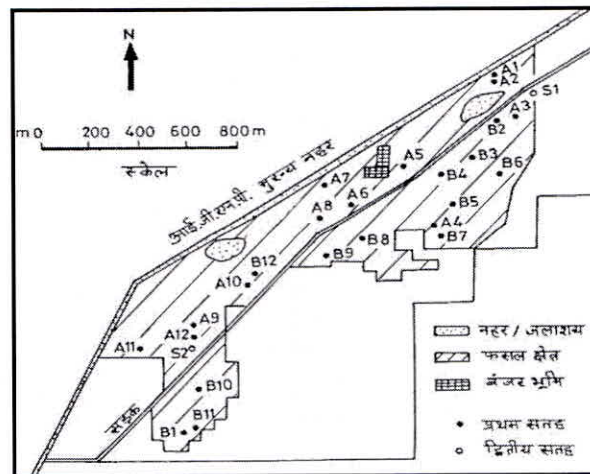 N
m 0 200 400 600 800 m
स्केल
आई.जी.एन.पी. मुख्य नहर
सड़क
A1
A2
S1
A3
B2
B3
A5
B4
B6
A7
A6
B5
A8
A4
B7
B8
B9
B12
A10
A9
A12
A11
S2
B10
B11
B1
नहर / जलाशय
फसल क्षेत्र
बंजर भूमि
प्रथम सतह
द्वितीय सतह